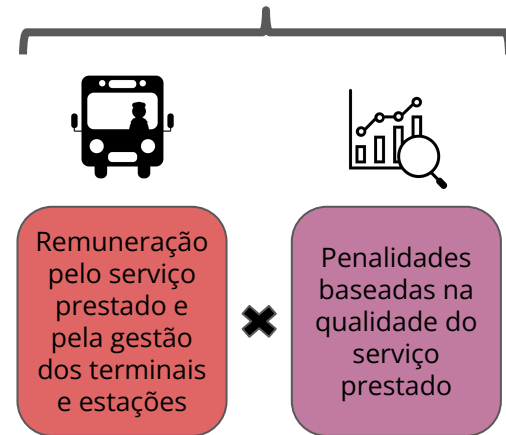 Remuneração
pelo serviço
prestado e
pela gestão
dos terminais
e estações
Penalidades
baseadas na
qualidade do
serviço
prestado